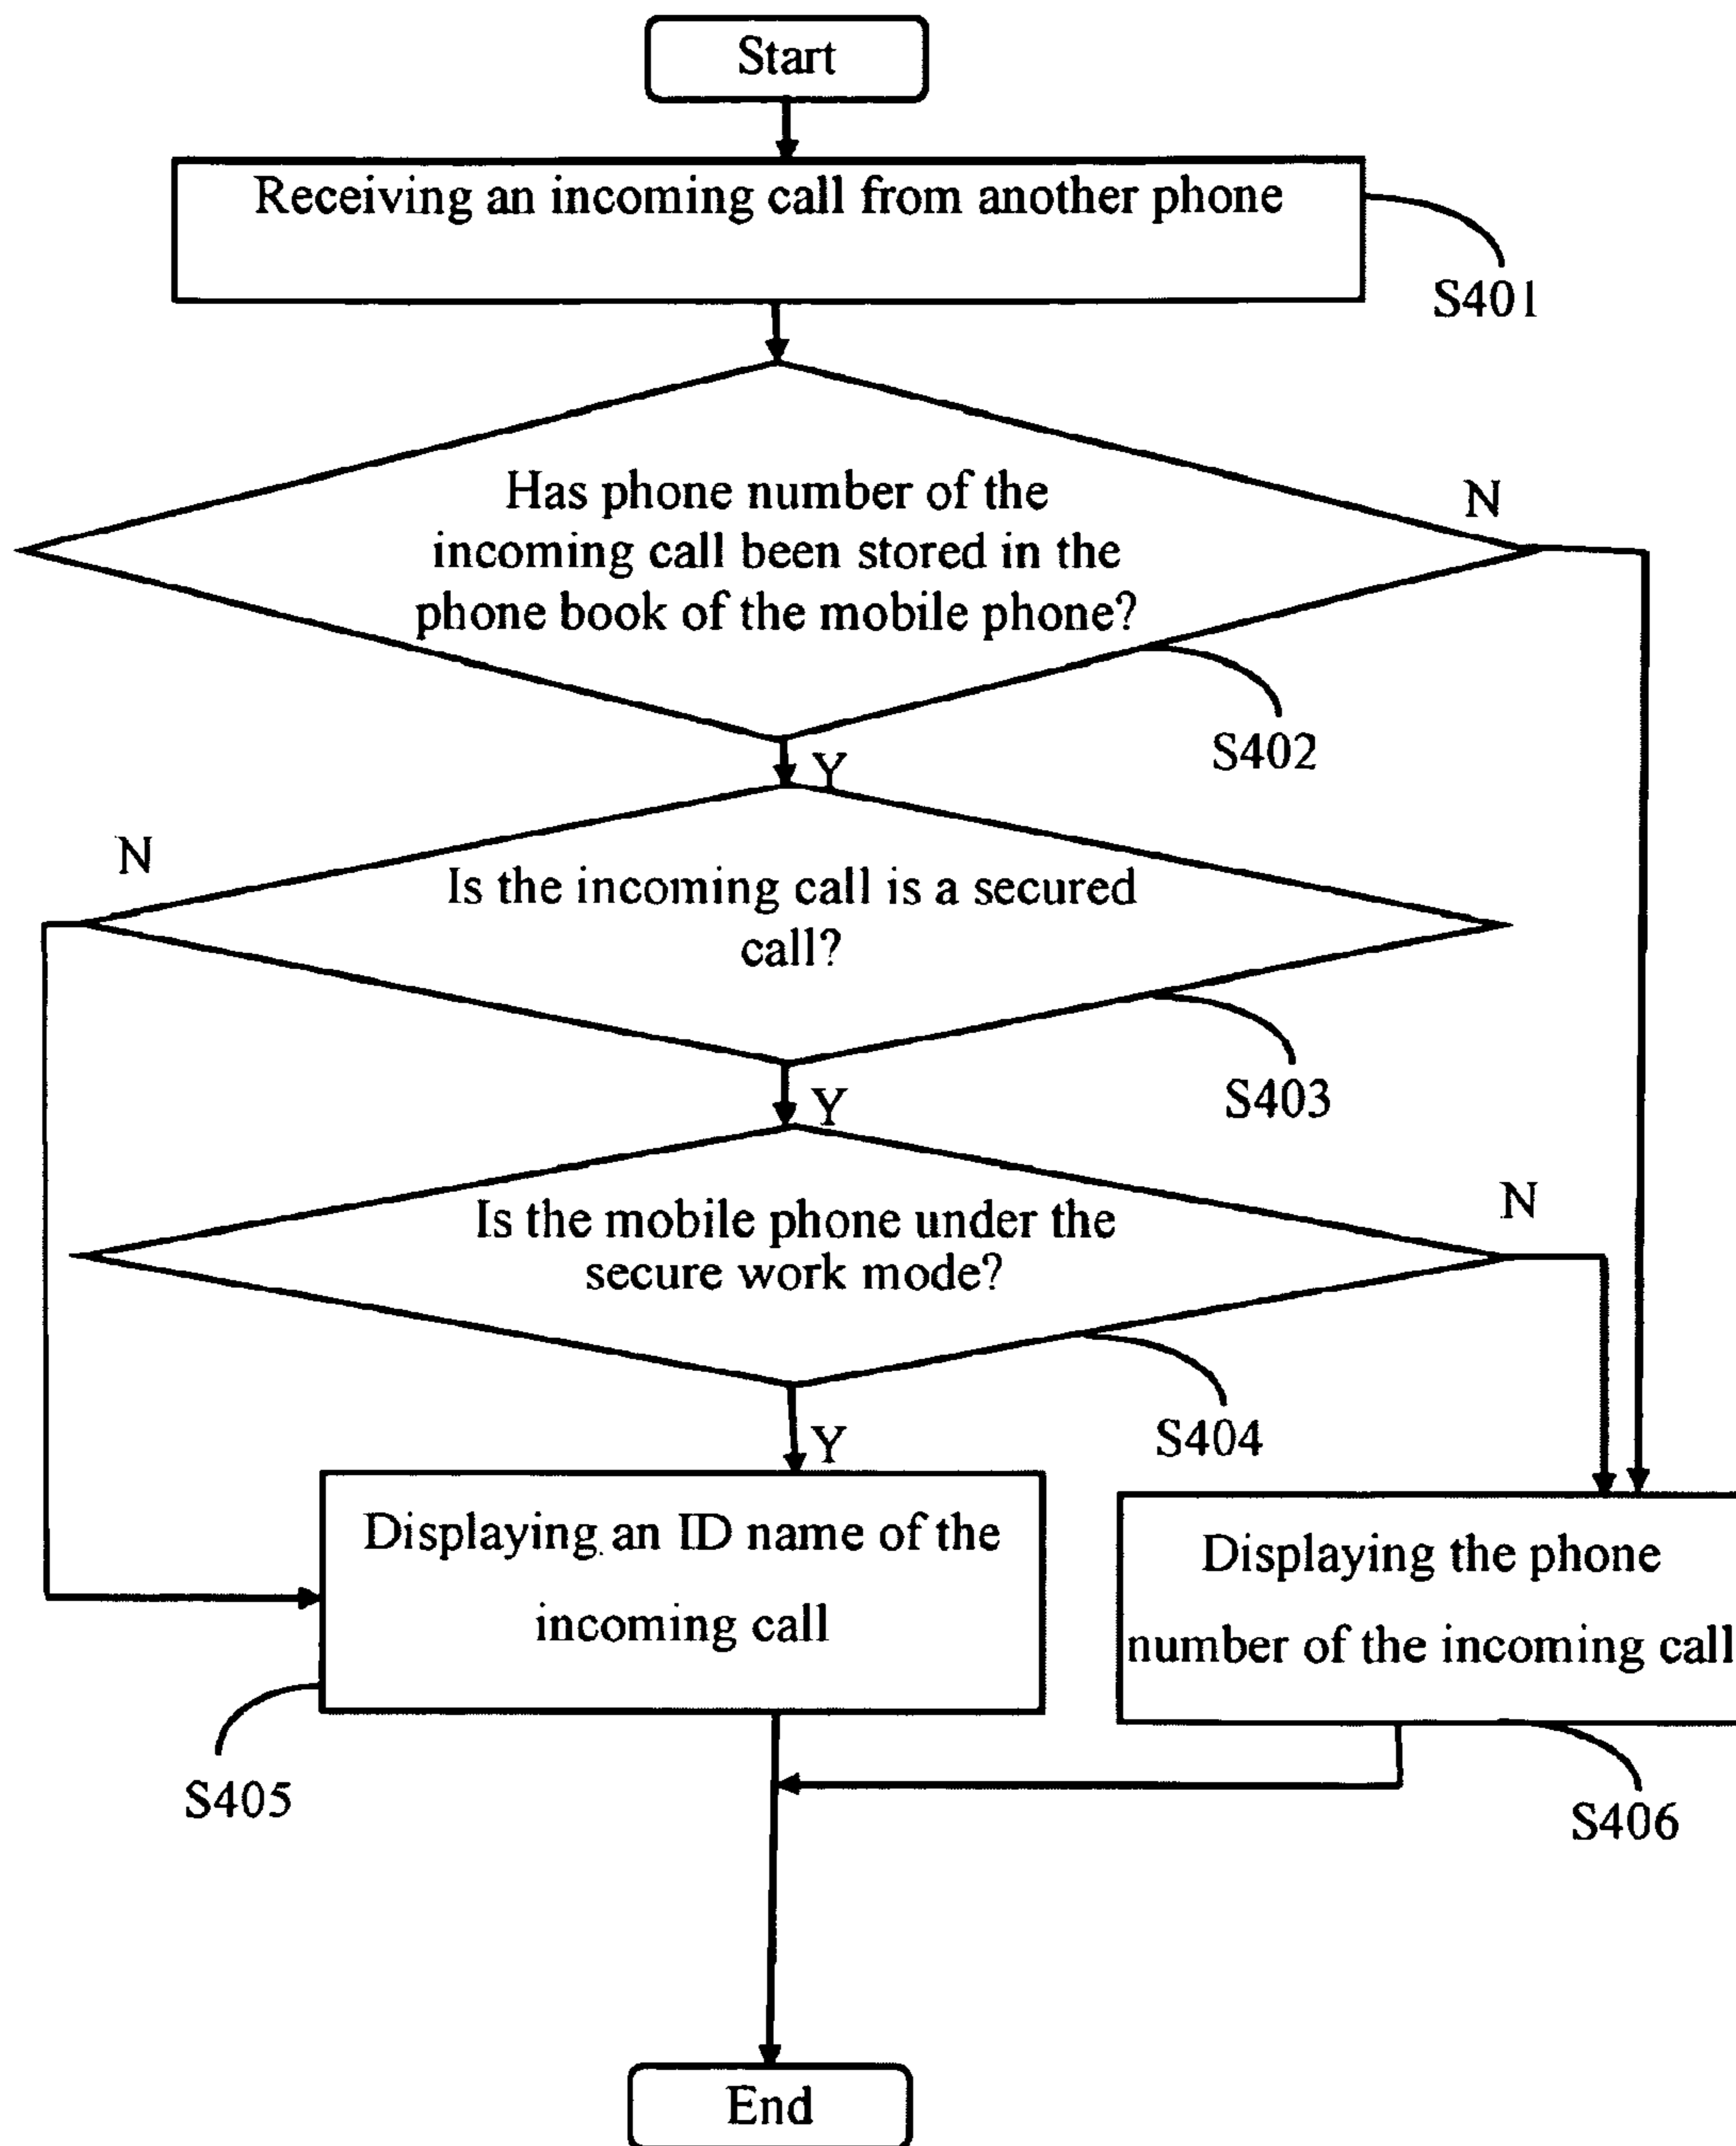 Start
Receiving an incoming call from another phone
S401
Has phone number of the
incoming call been stored in the
phone book of the mobile phone?
N
S402
Y
N
Is the incoming call is a secured
call?
S403
Y
Is the mobile phone under the
secure work mode?
N
S404
Y
Displaying an ID name of the
incoming call
S405
Displaying the phone
number of the incoming call
S406
End